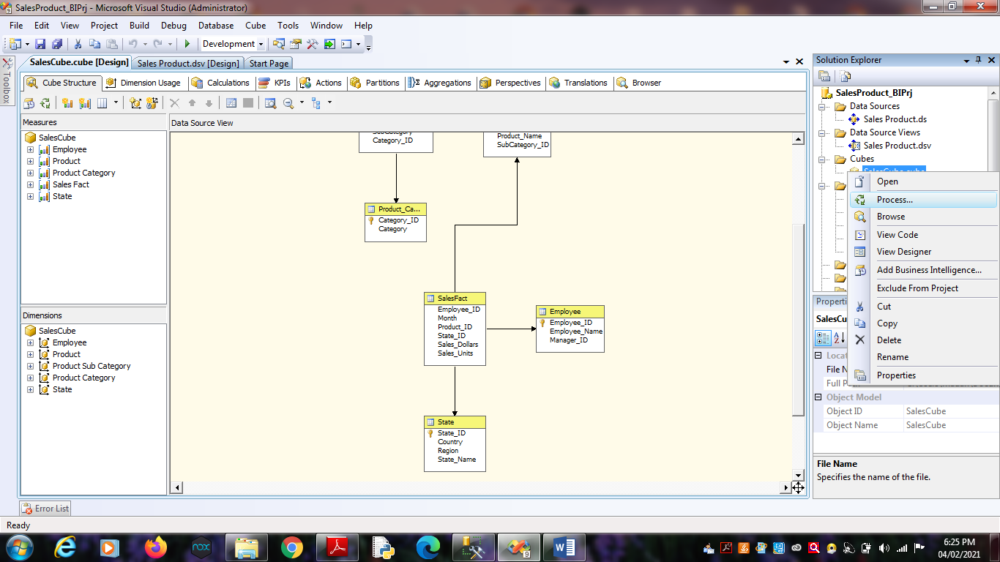 SalesProduct_BIPrj - Microsoft Visual Studio (Administrator)
File Edit View Project Build Debug Database Cube Tools Window Help
Development
SalesCube.cube [Design] Sales Product.dsv [Design] Start Page
Cube Structure Dimension Usage Calculations KPIs Actions Partitions Aggregations Perspectives Translations Browser
Toolbox
Measures
SalesCube
Employee
Product
Product Category
Sales Fact
State
Dimensions
SalesCube
Employee
Product
Product Sub Category
Product Category
State
Data Source View
SubCategory
Category_ID
Product_Name
SubCategory_ID
Product_Ca...
Category_ID
Category
SalesFact
Employee_ID
Month
Product_ID
State_ID
Sales_Dollars
Sales_Units
Employee
Employee_ID
Employee_Name
Manager_ID
State
State_ID
Country
Region
State_Name
Solution Explorer
SalesProduct_BIPrj
Data Sources
Sales Product.ds
Data Source Views
Sales Product.dsv
Cubes
SalesCube.cube
Open
Process...
Browse
View Code
View Designer
Add Business Intelligence...
Exclude From Project
Cut
Copy
Delete
Rename
Properties
Properti
SalesCu
Locat
File N
Full P
Object Model
Object ID SalesCube
Object Name SalesCube
File Name
Specifies the name of the file.
Error List
Ready
nox
9
W
6:25 PM
04/02/2021